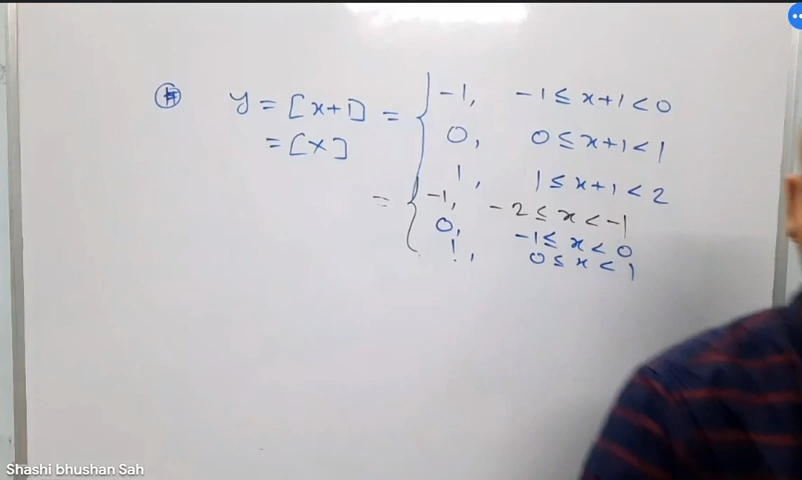 # y = [x+1] = { -1, -1 ≤ x+1 < 0
= [x] 0, 0 ≤ x+1 < 1
1, 1 ≤ x+1 < 2
= { -1, -2 ≤ x < -1
0, -1 ≤ x < 0
1, 0 ≤ x < 1
Shashi bhushan Sah